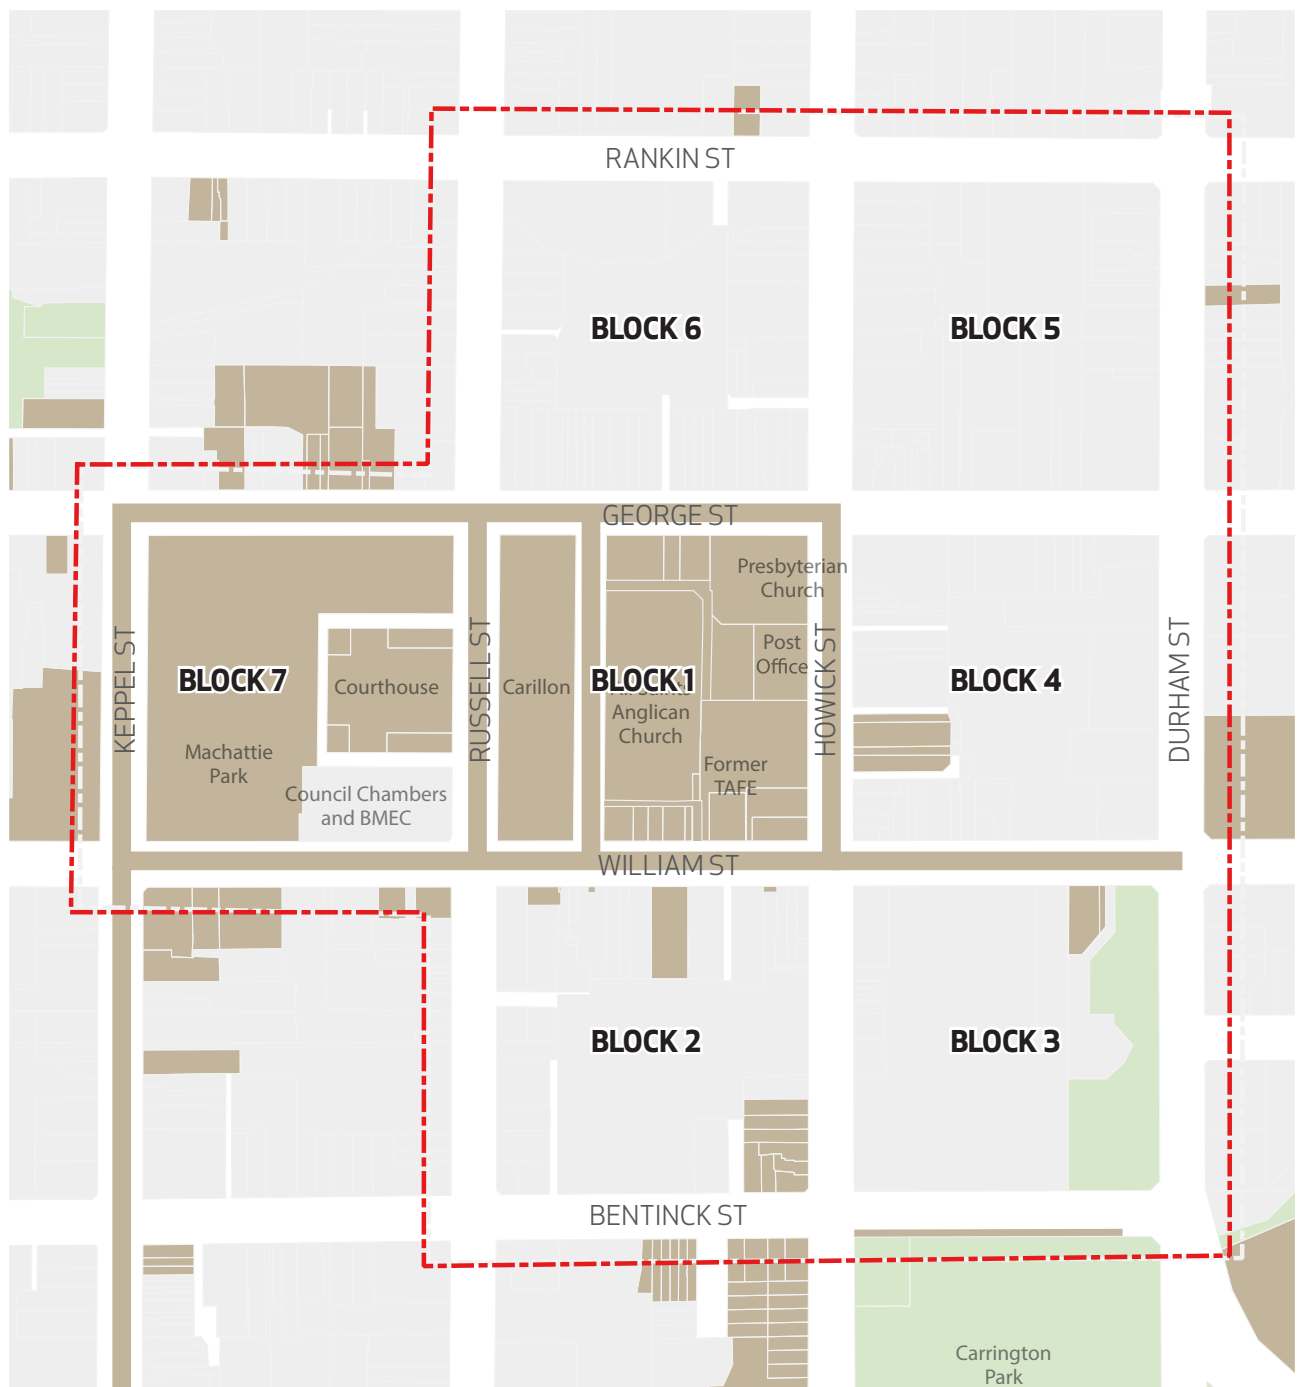 RANKIN ST
BLOCK 6
BLOCK 5
GEORGE ST
Presbyterian
Church
KEPPEL ST
RUSSELL ST
HOWICK ST
DURHAM ST
Post
Office
BLOCK 7
Courthouse
Carillon
BLOCK 1
Anglican
Church
BLOCK 4
Machattie
Park
Former
TAFE
Council Chambers
and BMEC
WILLIAM ST
BLOCK 2
BLOCK 3
BENTINCK ST
Carrington
Park